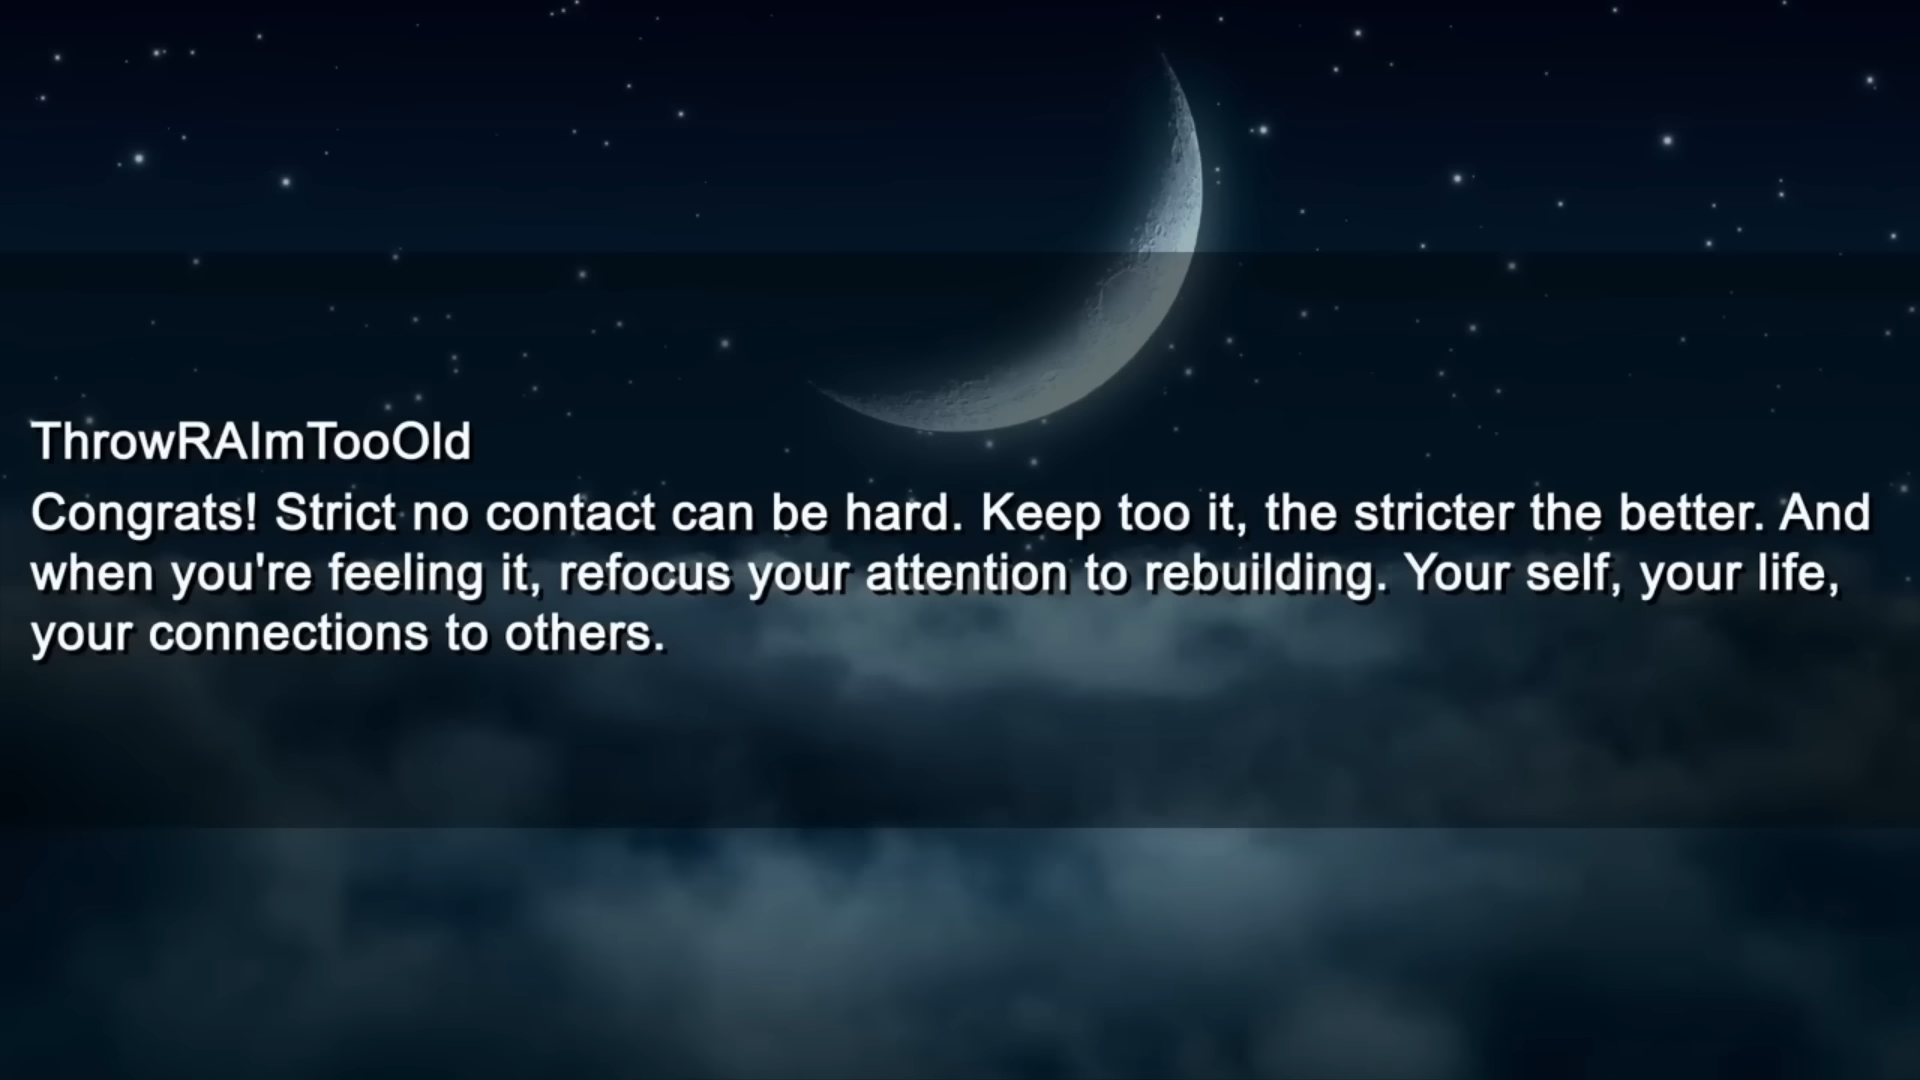 ThrowRAImTooOld
Congrats! Strict no contact can be hard. Keep too it, the stricter the better. And
when you're feeling it, refocus your attention to rebuilding. Your self, your life,
your connections to others.